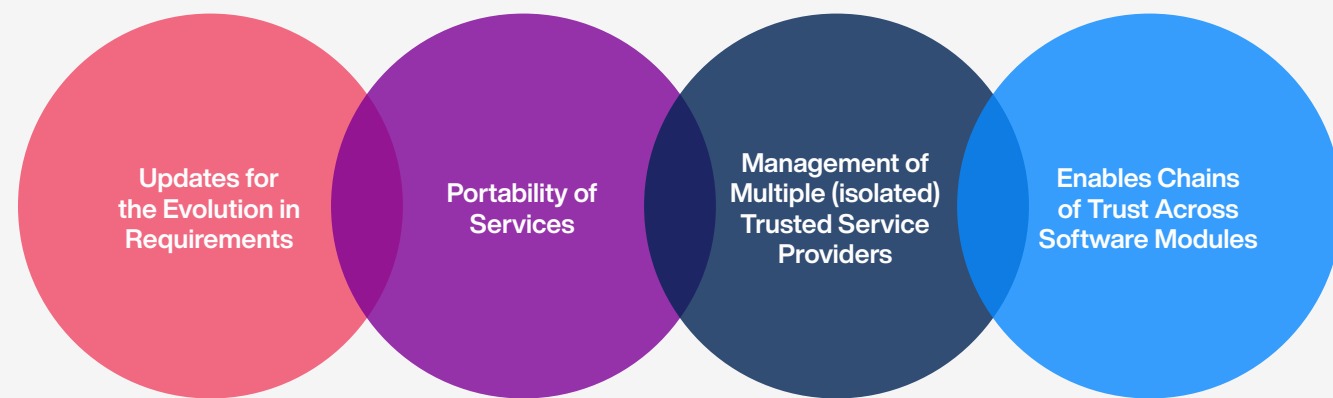 Updates for
the Evolution in
Requirements
Portability of
Services
Management of
Multiple (isolated)
Trusted Service
Providers
Enables Chains
of Trust Across
Software Modules